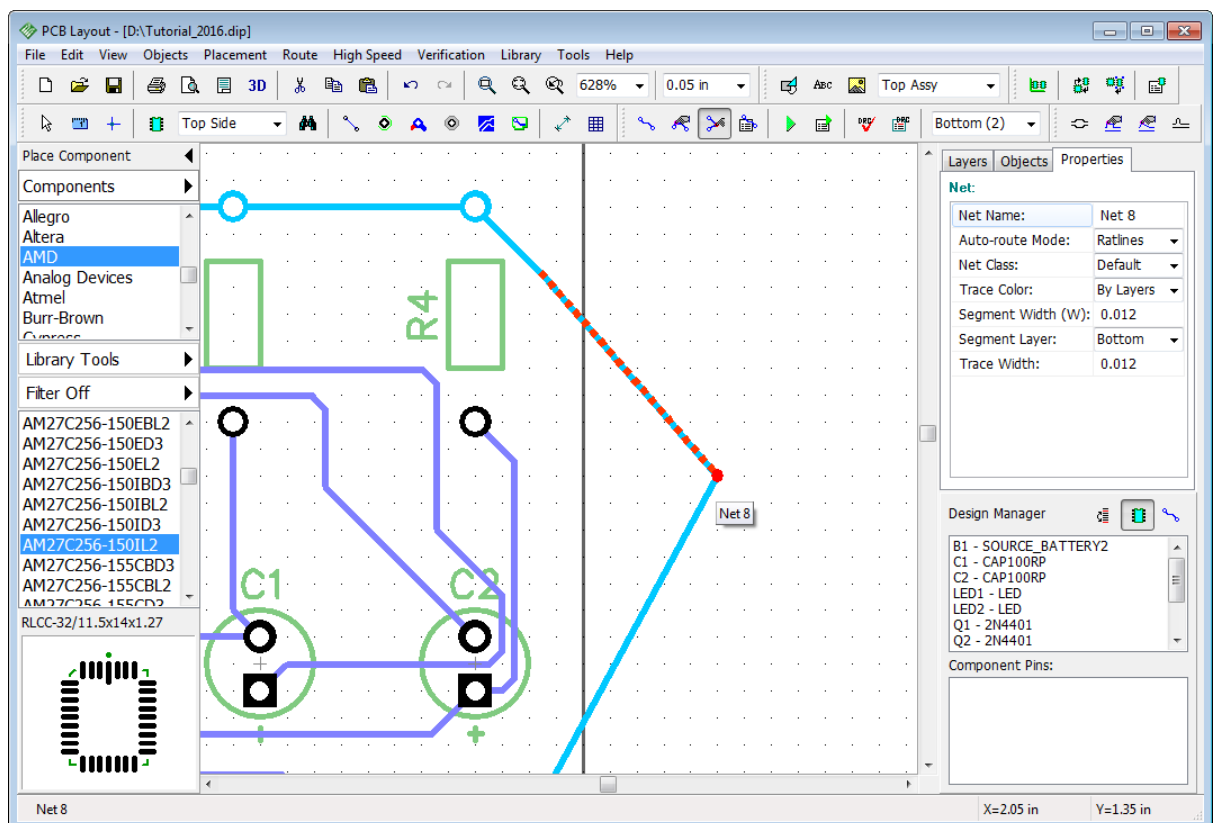 PCB Layout - [D:\Tutorial_2016.dip]
File Edit View Objects Placement Route High Speed Verification Library Tools Help
3D 628% 0.05 in ABC Top Assy
Top Side DRC DRC Bottom (2)
Place Component
Components
Allegro
Altera
AMD
Analog Devices
Atmel
Burr-Brown
Cypress
Library Tools
Filter Off
AM27C256-150EBL2
AM27C256-150ED3
AM27C256-150EL2
AM27C256-150IBD3
AM27C256-150IBL2
AM27C256-150ID3
AM27C256-150IL2
AM27C256-155CBD3
AM27C256-155CBL2
AM27C256-155CD3
RLCC-32/11.5x14x1.27
R4
C1
C2
+
+
Net 8
Layers Objects Properties
Net:
Net Name: Net 8
Auto-route Mode: Ratlines
Net Class: Default
Trace Color: By Layers
Segment Width (W): 0.012
Segment Layer: Bottom
Trace Width: 0.012
Design Manager
B1 - SOURCE_BATTERY2
C1 - CAP100RP
C2 - CAP100RP
LED1 - LED
LED2 - LED
Q1 - 2N4401
Q2 - 2N4401
Component Pins:
Net 8 X=2.05 in Y=1.35 in